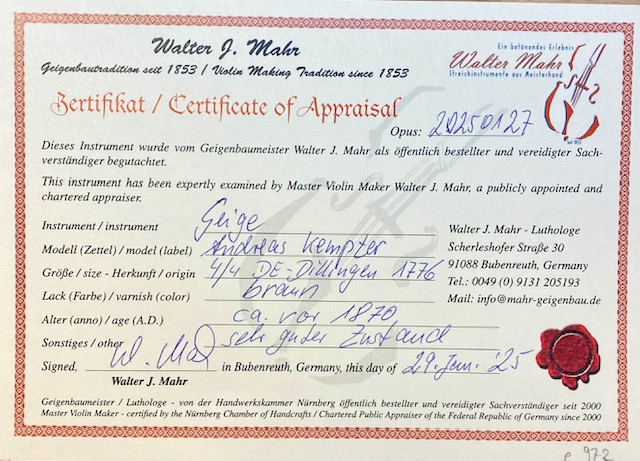 Walter J. Mahr
Geigenbautradition seit 1853 / Violin Making Tradition since 1853
Ein betönendes Erlebnis
Walter Mahr
Streichinstrumente aus Meisterhand
Seit 1853
Zertifikat / Certificate of Appraisal
Opus: 20250127
Dieses Instrument wurde vom Geigenbaumeister Walter J. Mahr als öffentlich bestellter und vereidigter Sach-
verständiger begutachtet.
This instrument has been expertly examined by Master Violin Maker Walter J. Mahr, a publicly appointed and
chartered appraiser.
Instrument / instrument Geige
Modell (Zettel) / model (label) Andreas Kempter
Größe / size - Herkunft / origin 4/4 DE-Dillingen 1776
Lack (Farbe) / varnish (color) braun
Alter (anno) / age (A.D.) ca. vor 1870
Sonstiges / other sehr guter Zustand
Walter J. Mahr - Luthologe
Scherleshofer Straße 30
91088 Bubenreuth, Germany
Tel.: 0049 (0) 9131 205193
Mail: info@mahr-geigenbau.de
Signed, W. Mahr in Bubenreuth, Germany, this day of 29. Jun. '25
Walter J. Mahr
Geigenbaumeister / Luthologe - von der Handwerkskammer Nürnberg öffentlich bestellter und vereidigter Sachverständiger seit 2000
Master Violin Maker - certified by the Nürnberg Chamber of Handcrafts / Chartered Public Appraiser of the Federal Republic of Germany since 2000
e 972